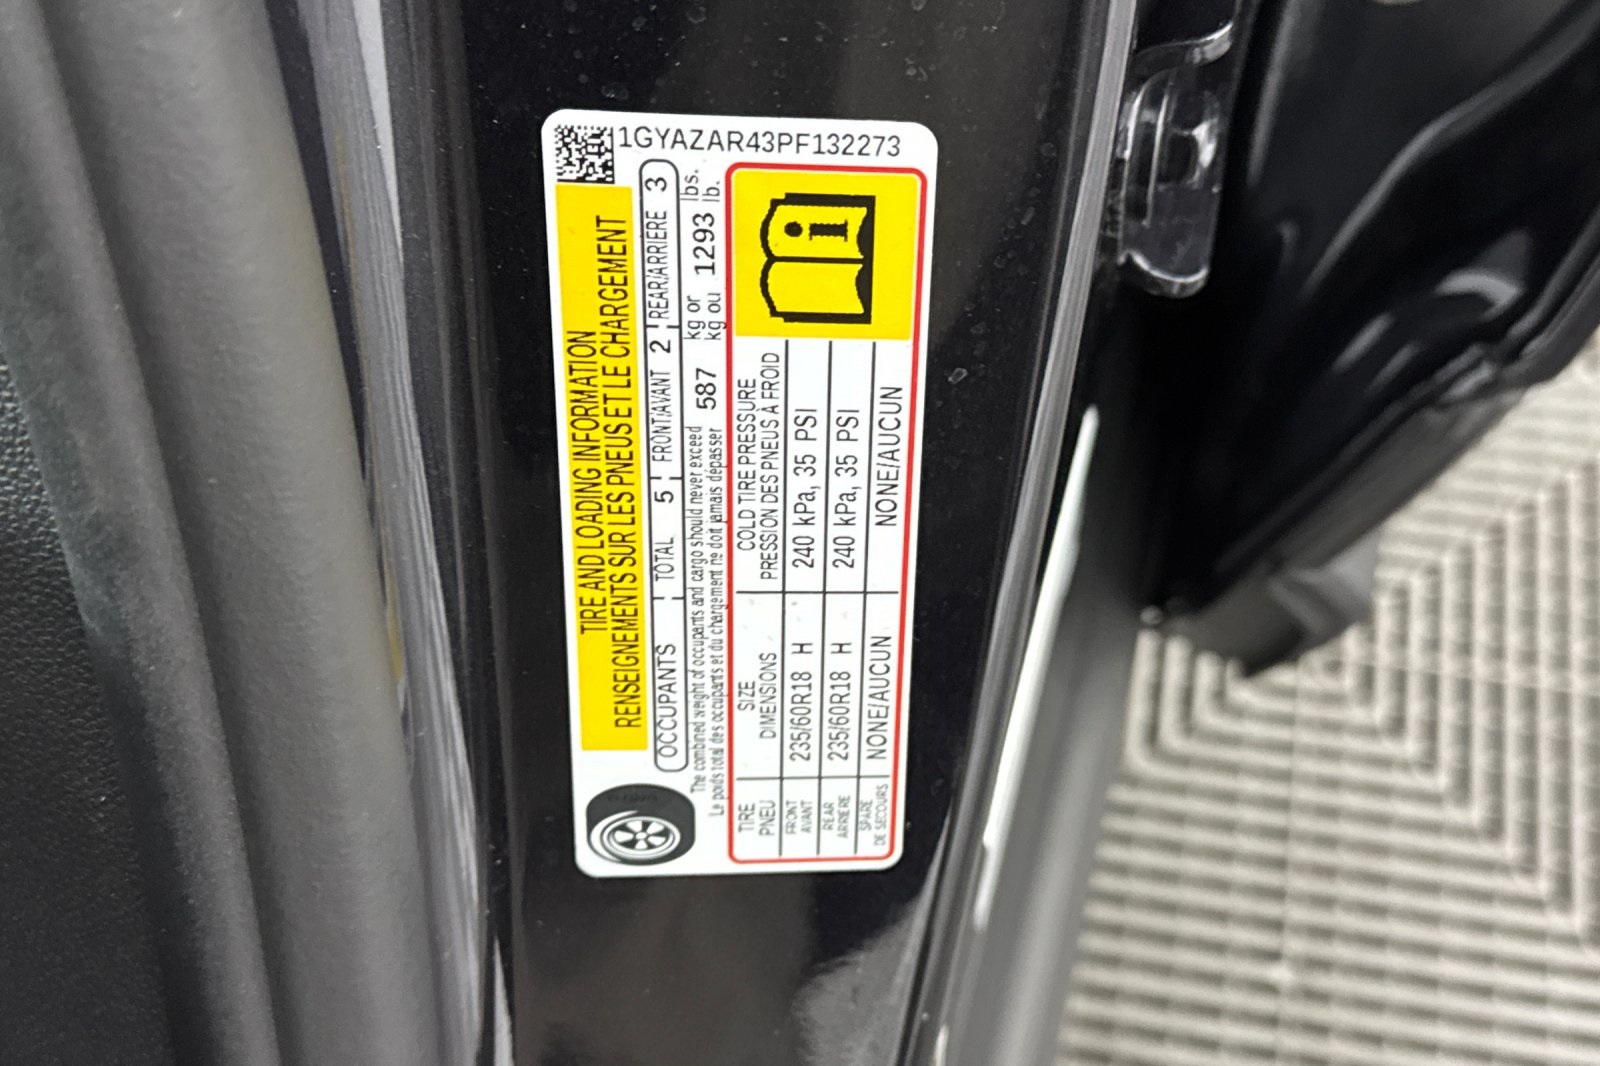 1GYAZAR43PF132273
TIRE AND LOADING INFORMATION
RENSEIGNEMENTS SUR LES PNEUS ET LE CHARGEMENT
OCCUPANTS TOTAL 5 FRONT/AVANT 2 REAR/ARRIÈRE 3
The combined weight of occupants and cargo should never exceed 587 kg or 1293 lbs.
Le poids total des occupants et du chargement ne doit jamais dépasser kg ou lb.
TIRE SIZE COLD TIRE PRESSURE
PNEU DIMENSIONS PRESSION DES PNEUS À FROID
FRONT
AVANT 235/60R18 H 240 kPa, 35 PSI
REAR
ARRIERE 235/60R18 H 240 kPa, 35 PSI
SPARE
DE SECOURS NONE/AUCUN NONE/AUCUN